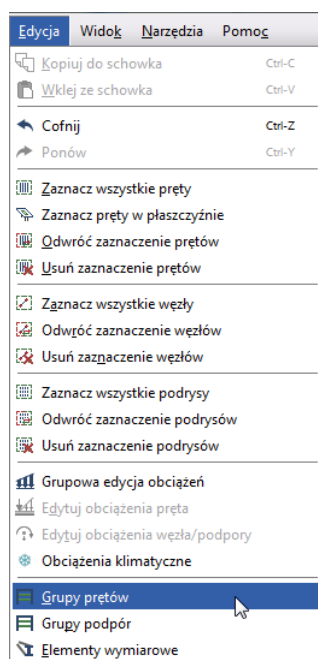 Edycja Widok Narzędzia Pomoc
Kopiuj do schowka Ctrl-C
Wklej ze schowka Ctrl-V
Cofnij Ctrl-Z
Ponów Ctrl-Y
Zaznacz wszystkie pręty
Zaznacz pręty w płaszczyźnie
Odwróć zaznaczenie prętów
Usuń zaznaczenie prętów
Zaznacz wszystkie węzły
Odwróć zaznaczenie węzłów
Usuń zaznaczenie węzłów
Zaznacz wszystkie podrysy
Odwróć zaznaczenie podrysów
Usuń zaznaczenie podrysów
Grupowa edycja obciążeń
Edytuj obciążenia pręta
Edytuj obciążenia węzła/podpory
Obciążenia klimatyczne
Grupy prętów
Grupy podpór
Elementy wymiarowe